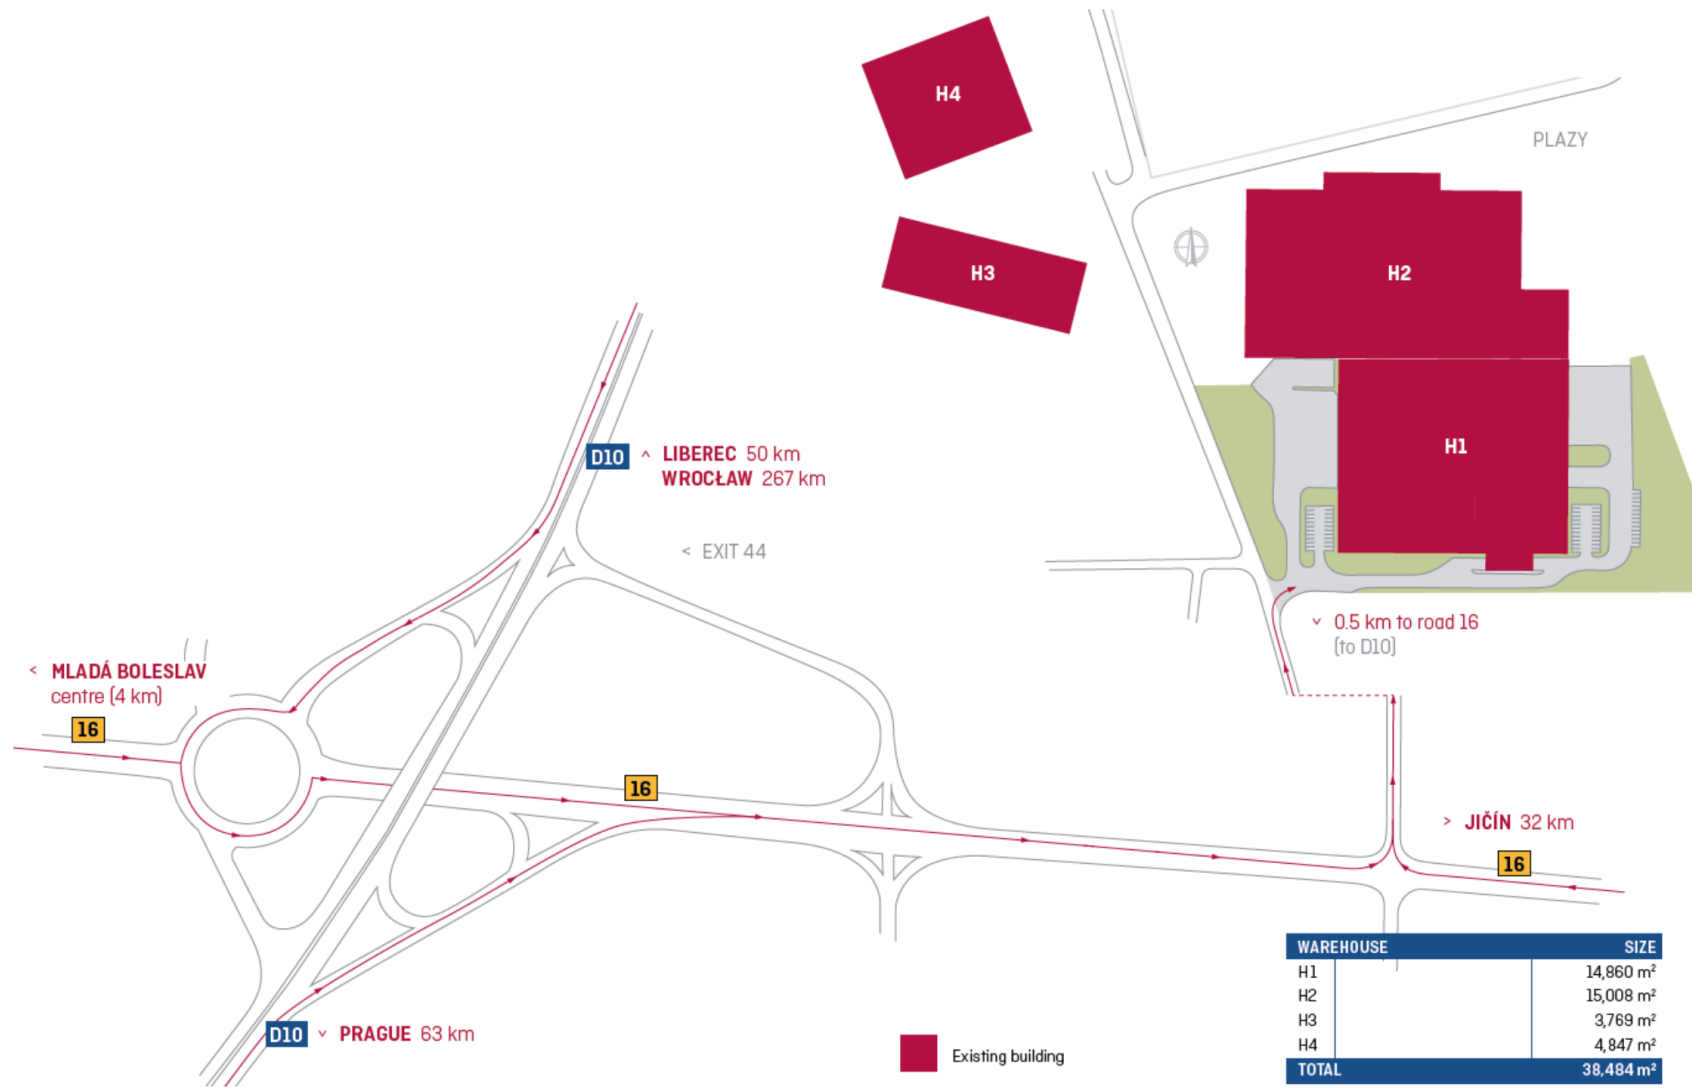 H4
PLAZY
H3
H2
H1
D10
^ LIBEREC 50 km
WROCŁAW 267 km
< EXIT 44
˅ 0.5 km to road 16
(to D10)
< MLADÁ BOLESLAV
centre (4 km)
16
16
> JIČÍN 32 km
16
D10 ˅ PRAGUE 63 km
Existing building
WAREHOUSE SIZE
H1 14,860 m²
H2 15,008 m²
H3 3,769 m²
H4 4,847 m²
TOTAL 38,484 m²